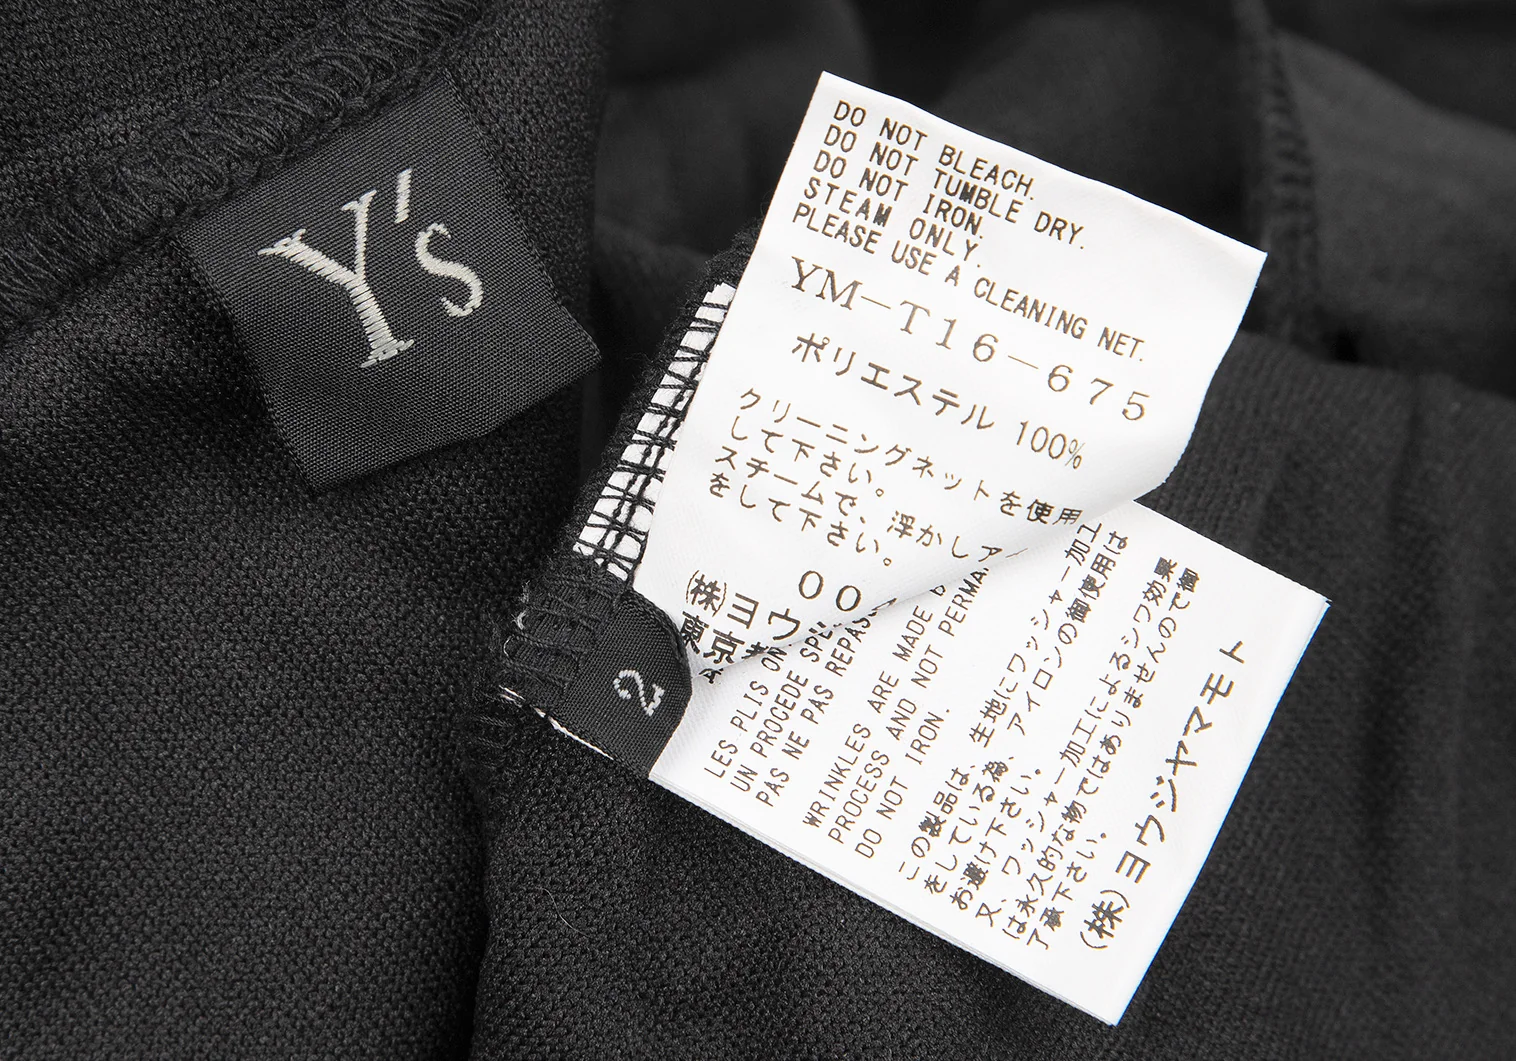 Y's
DO NOT BLEACH.
DO NOT TUMBLE DRY.
DO NOT IRON.
STEAM ONLY.
PLEASE USE A CLEANING NET.
YM-T16-675
ポリエステル 100%
クリーニングネットを使用
して下さい。
スチームで、浮かし
をして下さい。
00
(株)ヨウ
東京
2
LES PLIS
UN PROCEDE
PAS NE PAS
WRINKLES ARE MADE
PROCESS AND NOT
DO NOT IRON.
この製品は、生地にワッシャー加工
をしている為、アイロンの御使用は
お避け下さい。
又、ワッシャー加工によるシワ効果
は永久的な物ではありませんので御
了承下さい。
(株)ヨウジヤマモト